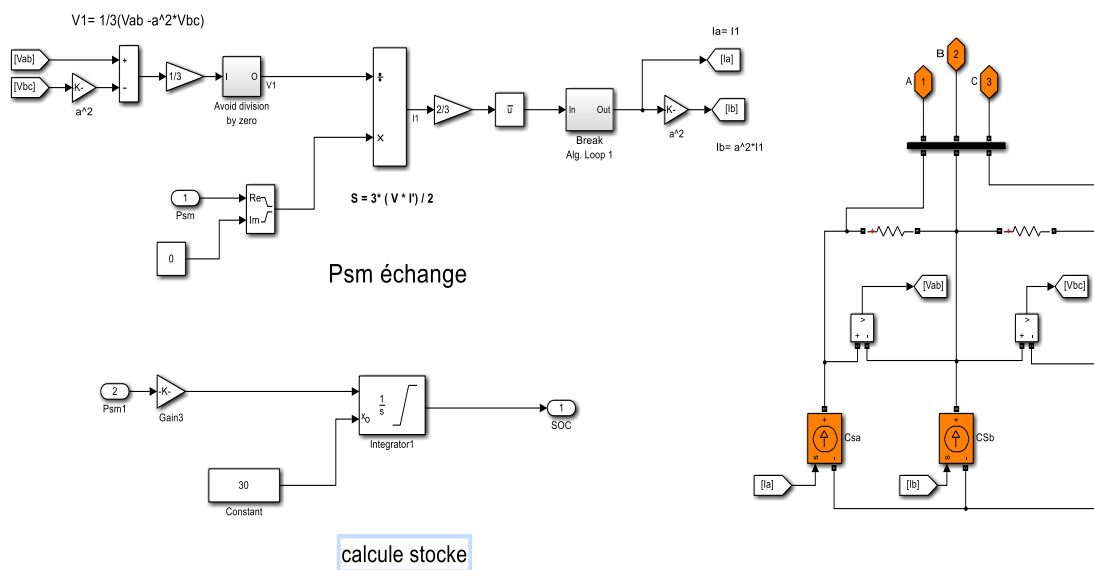 V1= 1/3(Vab -a^2*Vbc)
[Vab]
[Vbc]
K-
a^2
+
−
1/3
I
O
V1
Avoid division
by zero
÷
×
I1
2/3
u
In
Out
Break
Alg. Loop 1
Ia= I1
[Ia]
K-
a^2
[Ib]
Ib= a^2*I1
1
Psm
Re
Im
0
S = 3* ( V * I') / 2
Psm échange
2
Psm1
-K-
Gain3
1
s
xo
Integrator1
1
SOC
30
Constant
calcule stocke
A
1
B
2
C
3
+
+
[Vab]
[Vbc]
v
+ -
v
+ -
+
s
-
Csa
+
s
-
CSb
[Ia]
[Ib]